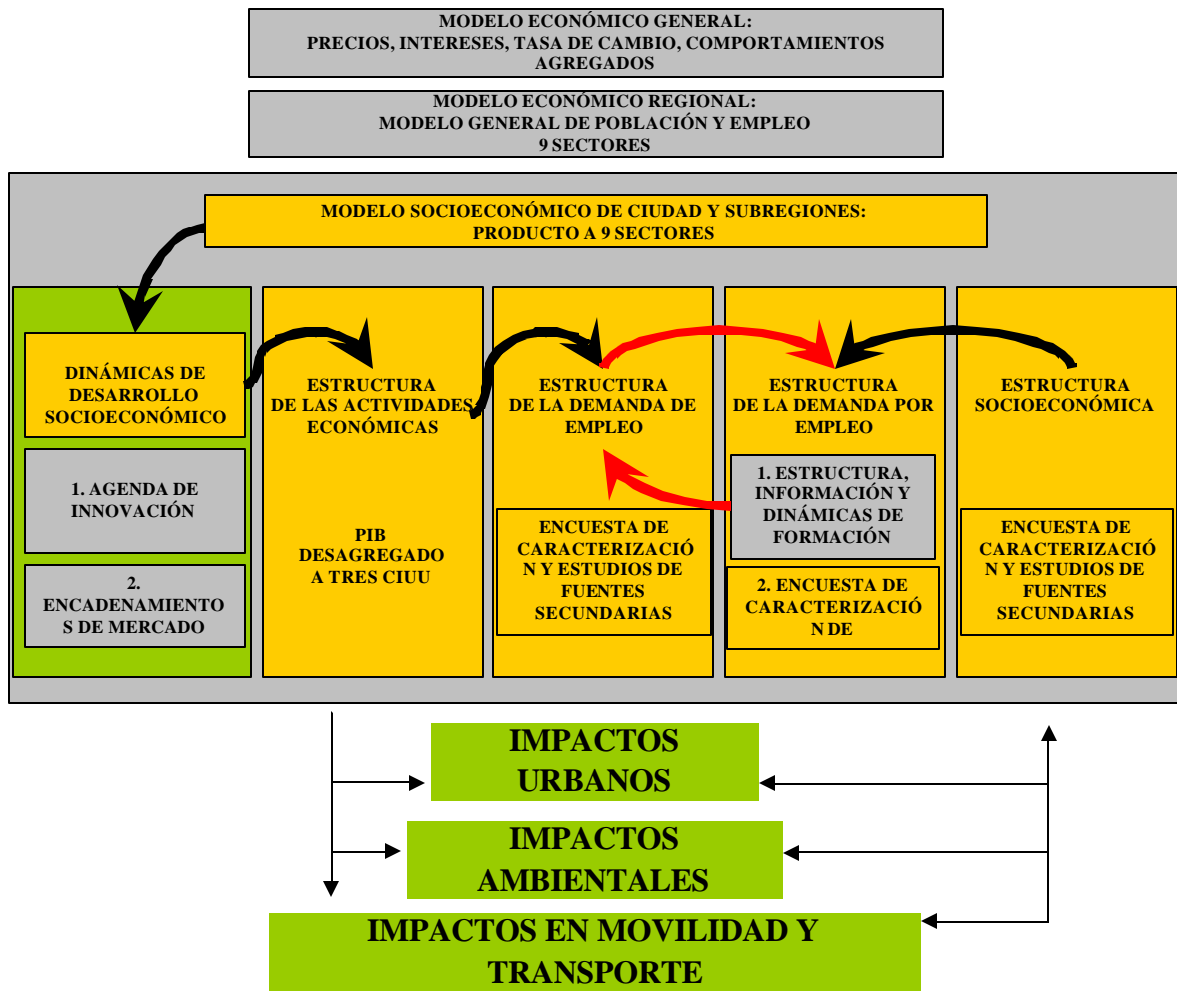 MODELO ECONÓMICO GENERAL:
PRECIOS, INTERESES, TASA DE CAMBIO, COMPORTAMIENTOS
AGREGADOS
MODELO ECONÓMICO REGIONAL:
MODELO GENERAL DE POBLACIÓN Y EMPLEO
9 SECTORES
MODELO SOCIOECONÓMICO DE CIUDAD Y SUBREGIONES:
PRODUCTO A 9 SECTORES
DINÁMICAS DE
DESARROLLO
SOCIOECONÓMICO
1. AGENDA DE
INNOVACIÓN
2.
ENCADENAMIENTO
S DE MERCADO
ESTRUCTURA
DE LAS ACTIVIDADES
ECONÓMICAS
PIB
DESAGREGADO
A TRES CIUU
ESTRUCTURA
DE LA DEMANDA DE
EMPLEO
ENCUESTA DE
CARACTERIZACIÓ
N Y ESTUDIOS DE
FUENTES
SECUNDARIAS
ESTRUCTURA
DE LA DEMANDA POR
EMPLEO
1. ESTRUCTURA,
INFORMACIÓN Y
DINÁMICAS DE
FORMACIÓN
2. ENCUESTA DE
CARACTERIZACIÓ
N DE
ESTRUCTURA
SOCIOECONÓMICA
ENCUESTA DE
CARACTERIZACIÓ
N Y ESTUDIOS DE
FUENTES
SECUNDARIAS
IMPACTOS
URBANOS
IMPACTOS
AMBIENTALES
IMPACTOS EN MOVILIDAD Y
TRANSPORTE